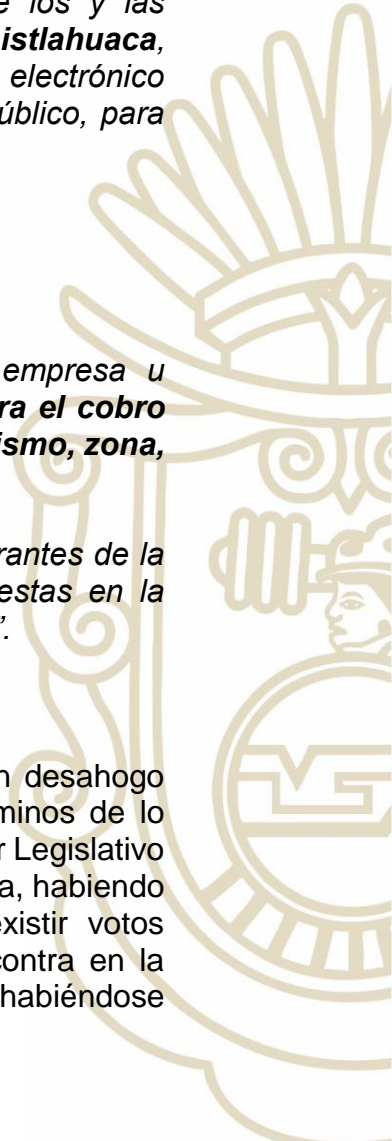 e los y las
istlahuaca,
electrónico
úblico, para
empresa u
ra el cobro
ismo, zona,
rantes de la
estas en la
”.
n desahogo
minos de lo
r Legislativo
a, habiendo
existir votos
contra en la
habiéndose